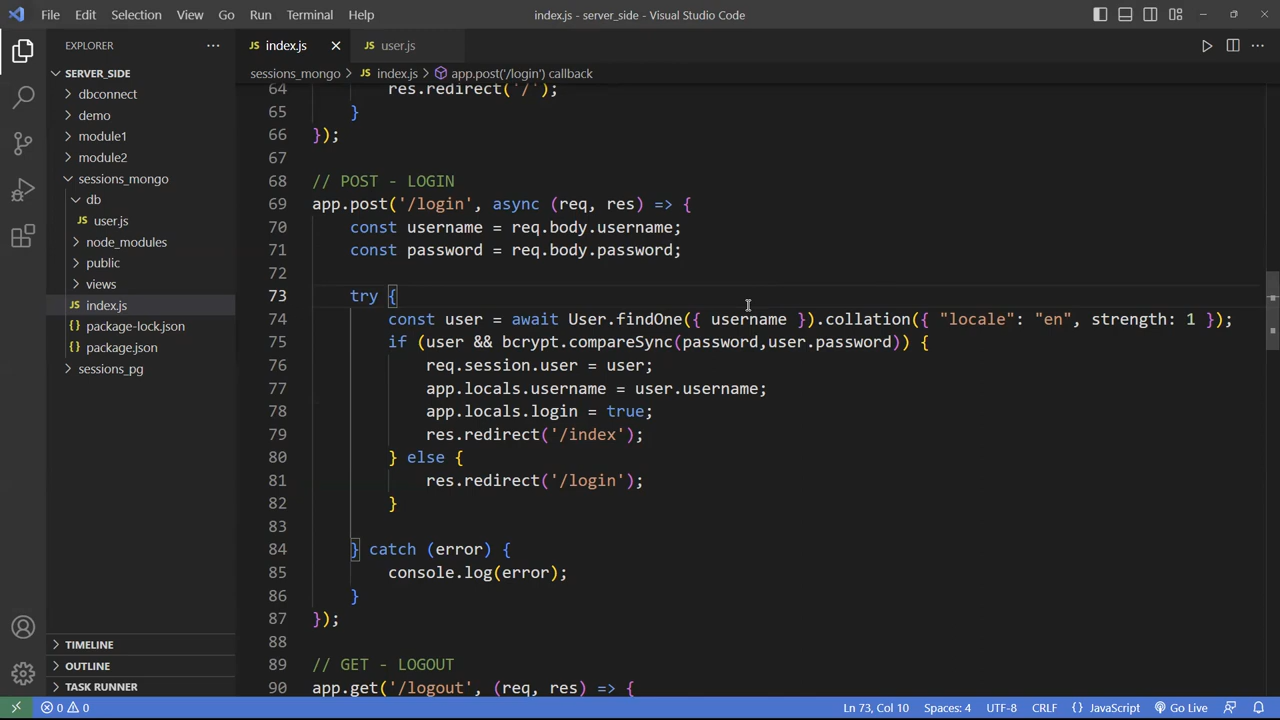 File Edit Selection View Go Run Terminal Help index.js - server_side - Visual Studio Code
EXPLORER
SERVER_SIDE
dbconnect
demo
module1
module2
sessions_mongo
db
user.js
node_modules
public
views
index.js
package-lock.json
package.json
sessions_pg
TIMELINE
OUTLINE
TASK RUNNER
index.js user.js
sessions_mongo > index.js > app.post('/login') callback
64 res.redirect('/');
65 }
66 });
67
68 // POST - LOGIN
69 app.post('/login', async (req, res) => {
70 const username = req.body.username;
71 const password = req.body.password;
72
73 try {
74 const user = await User.findOne({ username }).collation({ "locale": "en", strength: 1 });
75 if (user && bcrypt.compareSync(password,user.password)) {
76 req.session.user = user;
77 app.locals.username = user.username;
78 app.locals.login = true;
79 res.redirect('/index');
80 } else {
81 res.redirect('/login');
82 }
83
84 } catch (error) {
85 console.log(error);
86 }
87 });
88
89 // GET - LOGOUT
90 app.get('/logout', (req, res) => {
0 0 Ln 73, Col 10 Spaces: 4 UTF-8 CRLF {} JavaScript Go Live